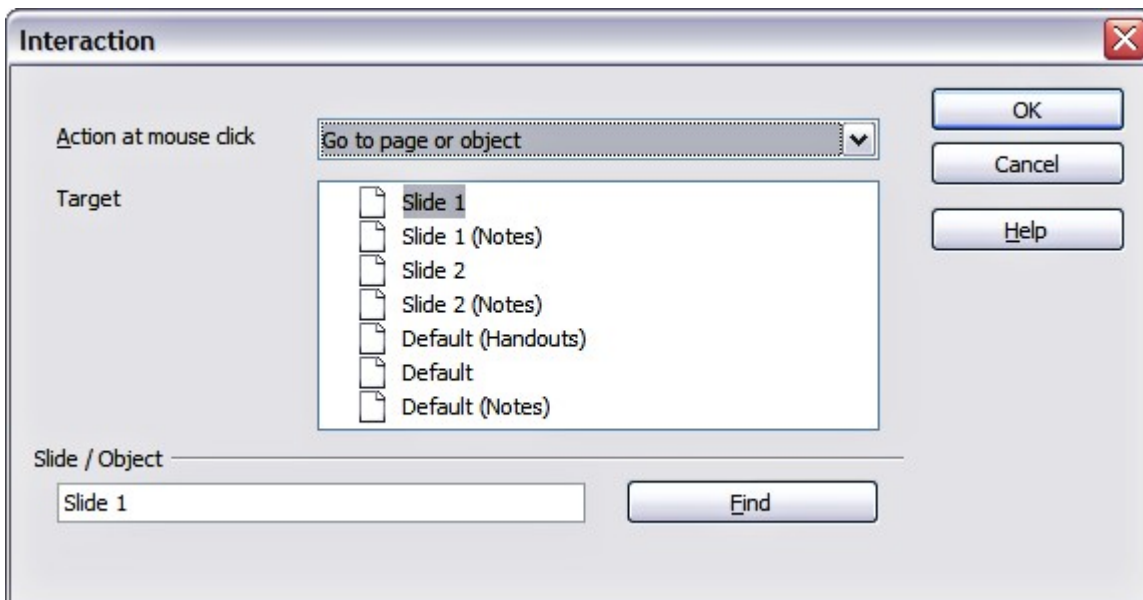 Interaction
Action at mouse click
Go to page or object
OK
Cancel
Help
Target
Slide 1
Slide 1 (Notes)
Slide 2
Slide 2 (Notes)
Default (Handouts)
Default
Default (Notes)
Slide / Object
Slide 1
Find